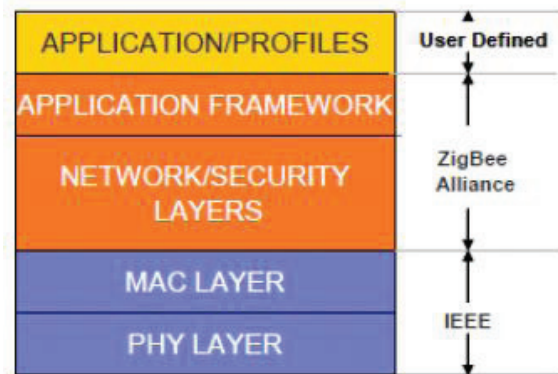 APPLICATION/PROFILES
User Defined
APPLICATION FRAMEWORK
NETWORK/SECURITY
LAYERS
ZigBee
Alliance
MAC LAYER
PHY LAYER
IEEE